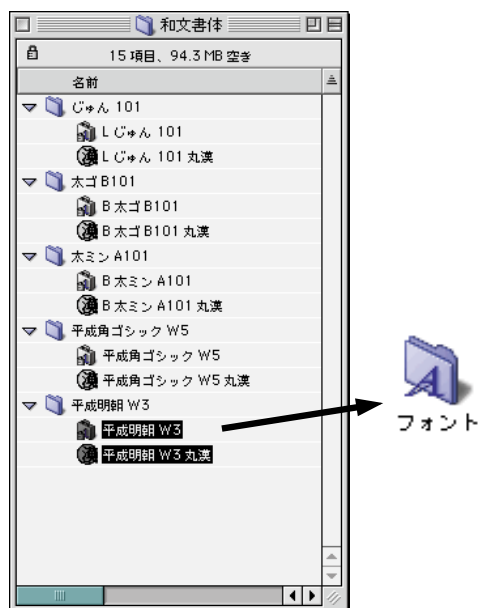 和文書体
15 項目、94.3 MB 空き
名前
じゅん 101
L じゅん 101
L じゅん 101 丸漢
太ゴ B101
B 太ゴ B101
B 太ゴ B101 丸漢
太ミン A101
B 太ミン A101
B 太ミン A101 丸漢
平成角ゴシック W5
平成角ゴシック W5
平成角ゴシック W5 丸漢
平成明朝 W3
平成明朝 W3
平成明朝 W3 丸漢
フォント